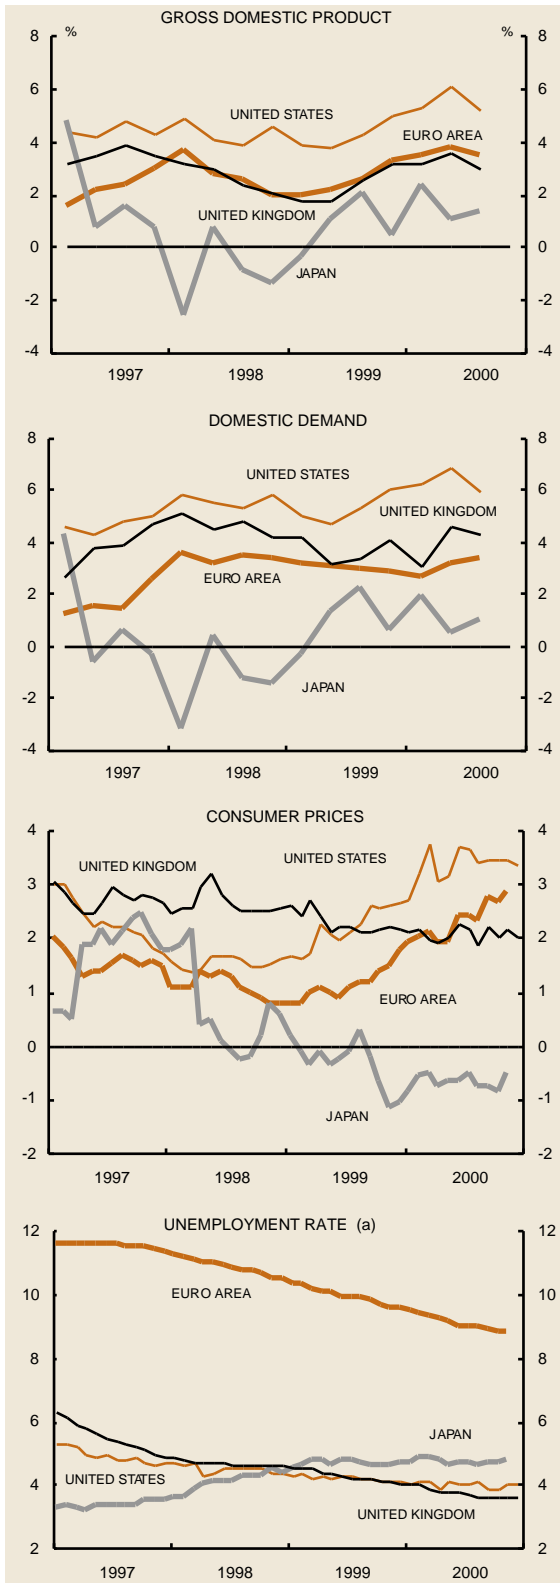 GROSS DOMESTIC PRODUCT
8 % % 8
6 6
UNITED STATES
EURO AREA
4 4
2 2
UNITED KINGDOM
0 0
JAPAN
-2 -2
-4 -4
1997 1998 1999 2000
DOMESTIC DEMAND
8 8
UNITED STATES
6 6
UNITED KINGDOM
4 4
EURO AREA
2 2
0 0
JAPAN
-2 -2
-4 -4
1997 1998 1999 2000
CONSUMER PRICES
4 4
UNITED KINGDOM UNITED STATES
3 3
2 2
1 1
EURO AREA
0 0
JAPAN
-1 -1
-2 -2
1997 1998 1999 2000
UNEMPLOYMENT RATE (a)
12 12
EURO AREA
10 10
8 8
6 6
JAPAN
UNITED STATES
4 4
UNITED KINGDOM
2 2
1997 1998 1999 2000